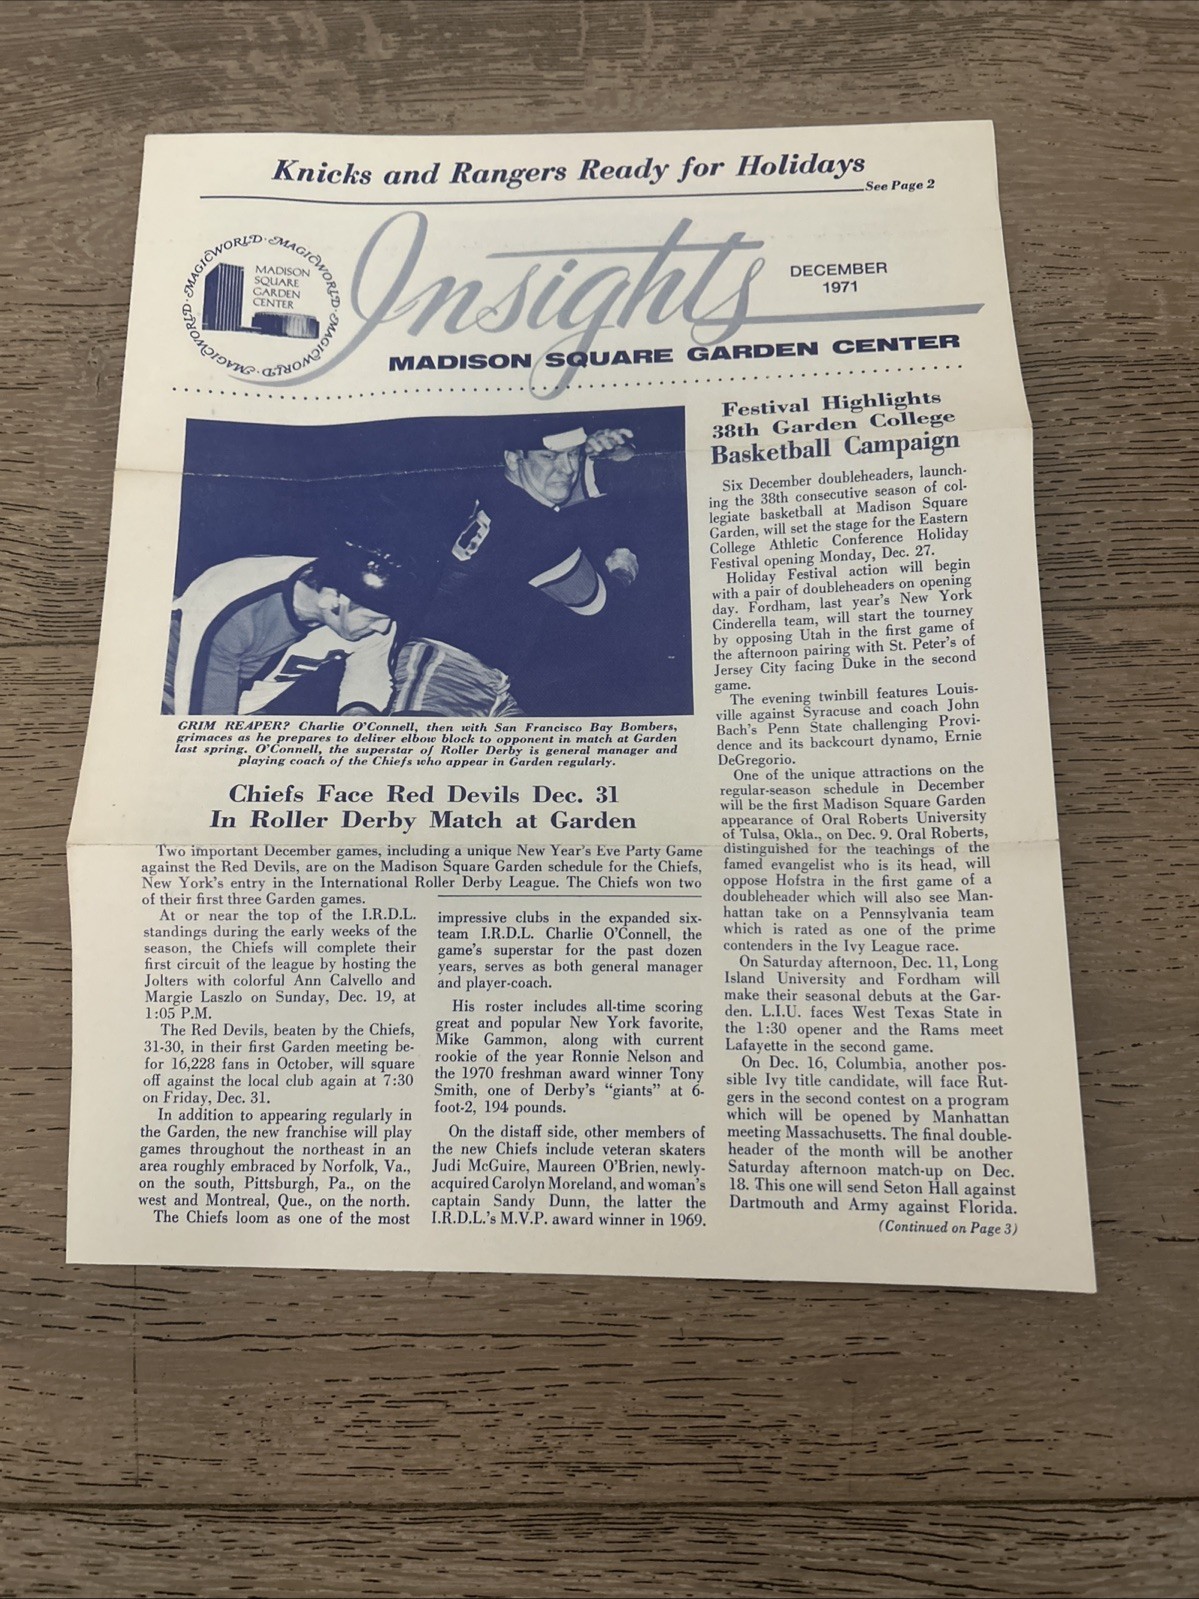 Knicks and Rangers Ready for Holidays
See Page 2
MAGICWORLD · MAGICWORLD · MAGICWORLD · MAGICWORLD ·
MADISON
SQUARE
GARDEN
CENTER
Insights
DECEMBER
1971
MADISON SQUARE GARDEN CENTER
GRIM REAPER? Charlie O'Connell, then with San Francisco Bay Bombers,
grimaces as he prepares to deliver elbow block to opponent in match at Garden
last spring. O'Connell, the superstar of Roller Derby is general manager and
playing coach of the Chiefs who appear in Garden regularly.
Chiefs Face Red Devils Dec. 31
In Roller Derby Match at Garden
Two important December games, including a unique New Year's Eve Party Game
against the Red Devils, are on the Madison Square Garden schedule for the Chiefs,
New York's entry in the International Roller Derby League. The Chiefs won two
of their first three Garden games.
At or near the top of the I.R.D.L.
standings during the early weeks of the
season, the Chiefs will complete their
first circuit of the league by hosting the
Jolters with colorful Ann Calvello and
Margie Laszlo on Sunday, Dec. 19, at
1:05 P.M.
The Red Devils, beaten by the Chiefs,
31-30, in their first Garden meeting be-
for 16,228 fans in October, will square
off against the local club again at 7:30
on Friday, Dec. 31.
In addition to appearing regularly in
the Garden, the new franchise will play
games throughout the northeast in an
area roughly embraced by Norfolk, Va.,
on the south, Pittsburgh, Pa., on the
west and Montreal, Que., on the north.
The Chiefs loom as one of the most
impressive clubs in the expanded six-
team I.R.D.L. Charlie O'Connell, the
game's superstar for the past dozen
years, serves as both general manager
and player-coach.
His roster includes all-time scoring
great and popular New York favorite,
Mike Gammon, along with current
rookie of the year Ronnie Nelson and
the 1970 freshman award winner Tony
Smith, one of Derby's "giants" at 6-
foot-2, 194 pounds.
On the distaff side, other members of
the new Chiefs include veteran skaters
Judi McGuire, Maureen O'Brien, newly-
acquired Carolyn Moreland, and woman's
captain Sandy Dunn, the latter the
I.R.D.L.'s M.V.P. award winner in 1969.
Festival Highlights
38th Garden College
Basketball Campaign
Six December doubleheaders, launch-
ing the 38th consecutive season of col-
legiate basketball at Madison Square
Garden, will set the stage for the Eastern
College Athletic Conference Holiday
Festival opening Monday, Dec. 27.
Holiday Festival action will begin
with a pair of doubleheaders on opening
day. Fordham, last year's New York
Cinderella team, will start the tourney
by opposing Utah in the first game of
the afternoon pairing with St. Peter's of
Jersey City facing Duke in the second
game.
The evening twinbill features Louis-
ville against Syracuse and coach John
Bach's Penn State challenging Provi-
dence and its backcourt dynamo, Ernie
DeGregorio.
One of the unique attractions on the
regular-season schedule in December
will be the first Madison Square Garden
appearance of Oral Roberts University
of Tulsa, Okla., on Dec. 9. Oral Roberts,
distinguished for the teachings of the
famed evangelist who is its head, will
oppose Hofstra in the first game of a
doubleheader which will also see Man-
hattan take on a Pennsylvania team
which is rated as one of the prime
contenders in the Ivy League race.
On Saturday afternoon, Dec. 11, Long
Island University and Fordham will
make their seasonal debuts at the Gar-
den. L.I.U. faces West Texas State in
the 1:30 opener and the Rams meet
Lafayette in the second game.
On Dec. 16, Columbia, another pos-
sible Ivy title candidate, will face Rut-
gers in the second contest on a program
which will be opened by Manhattan
meeting Massachusetts. The final double-
header of the month will be another
Saturday afternoon match-up on Dec.
18. This one will send Seton Hall against
Dartmouth and Army against Florida.
(Continued on Page 3)